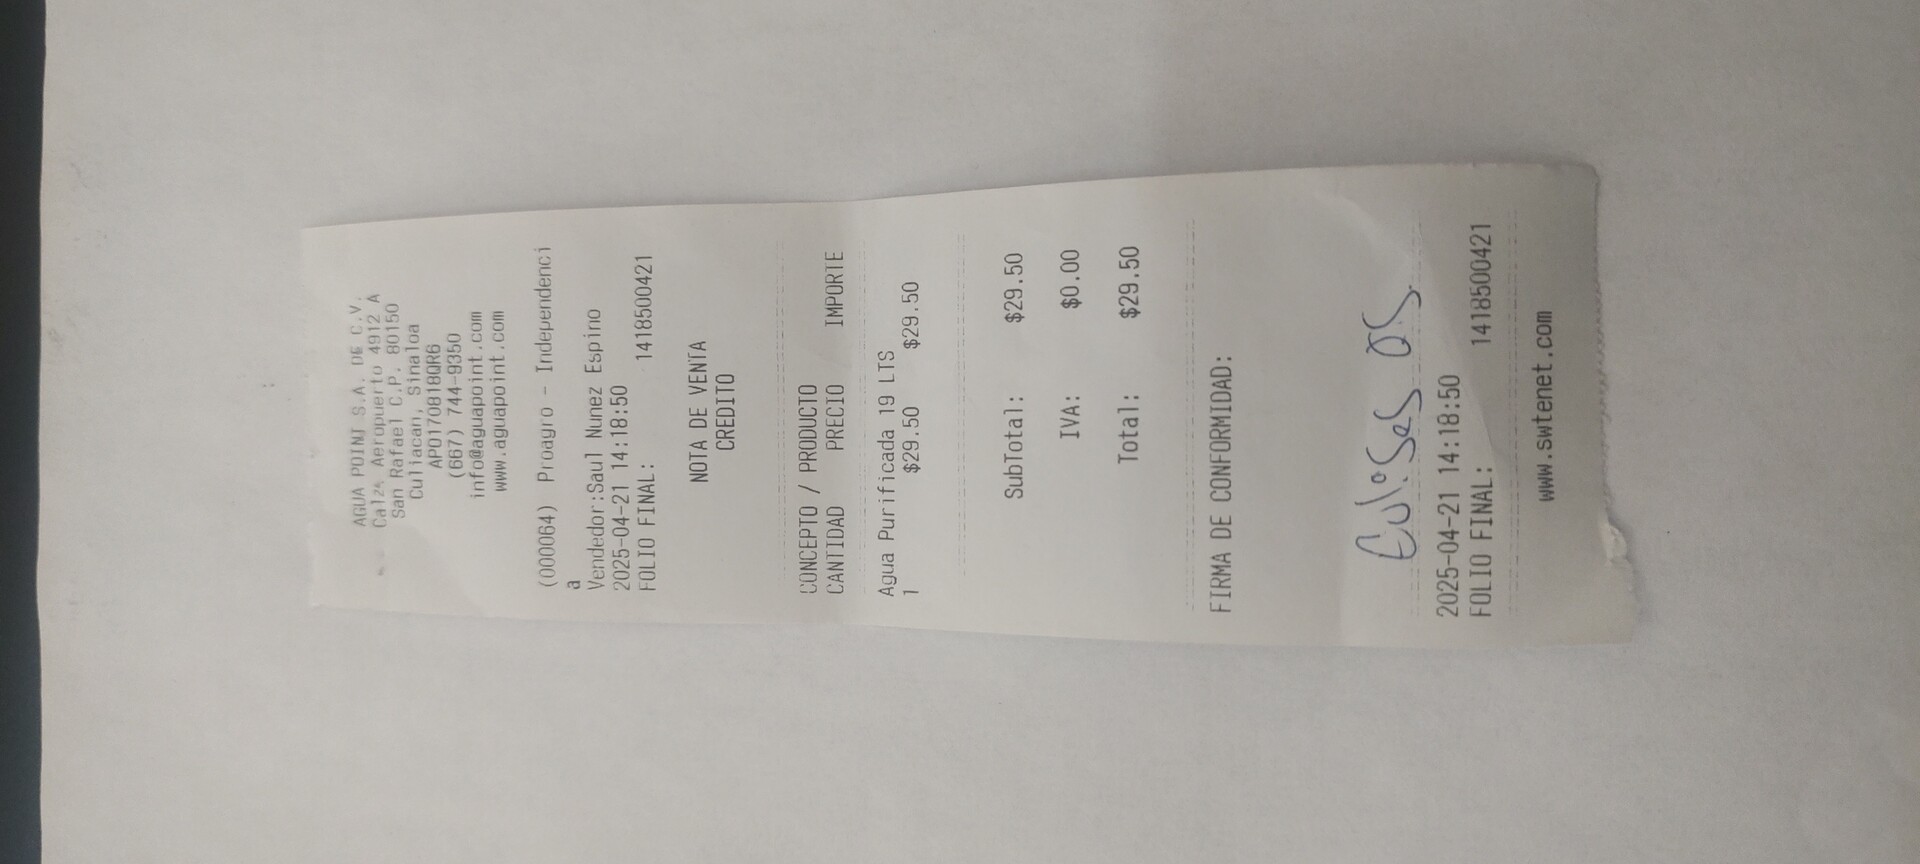 AGUA POINT S.A. DE C.V.
Calza Aeropuerto 4912 A
San Rafael C.P. 80150
Culiacan, Sinaloa
APO170818QR6
(667) 744-9350
info@aguapoint.com
www.aguapoint.com
(000064) Proagro - Independenci
a
Vendedor:Saul Nunez Espino
2025-04-21 14:18:50
FOLIO FINAL: 1418500421
NOTA DE VENTA
CREDITO
CONCEPTO / PRODUCTO
CANTIDAD PRECIO IMPORTE
Agua Purificada 19 LTS
1 $29.50 $29.50
SubTotal: $29.50
IVA: $0.00
Total: $29.50
FIRMA DE CONFORMIDAD:
2025-04-21 14:18:50
FOLIO FINAL: 1418500421
www.swtenet.com